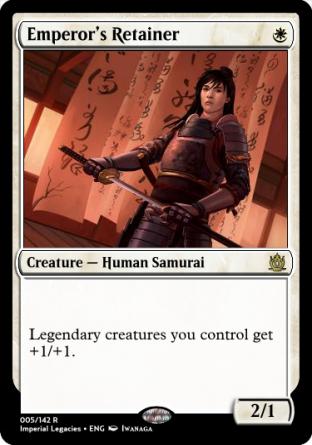 Emperor's Retainer
Creature — Human Samurai
Legendary creatures you control get
+1/+1.
2/1
005/142 R
Imperial Legacies • ENG Iwanaga